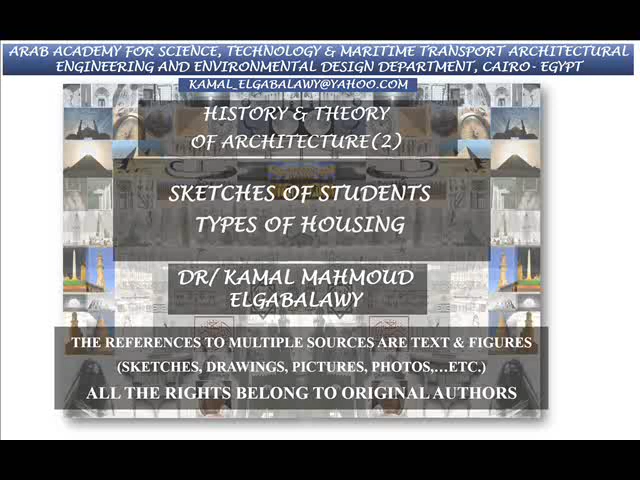 ARAB ACADEMY FOR SCIENCE, TECHNOLOGY & MARITIME TRANSPORT ARCHITECTURAL
ENGINEERING AND ENVIRONMENTAL DESIGN DEPARTMENT, CAIRO- EGYPT
KAMAL_ELGABALAWY@YAHOO.COM
HISTORY & THEORY
OF ARCHITECTURE(2)
SKETCHES OF STUDENTS
TYPES OF HOUSING
DR/ KAMAL MAHMOUD
ELGABALAWY
THE REFERENCES TO MULTIPLE SOURCES ARE TEXT & FIGURES
(SKETCHES, DRAWINGS, PICTURES, PHOTOS,...ETC.)
ALL THE RIGHTS BELONG TO ORIGINAL AUTHORS